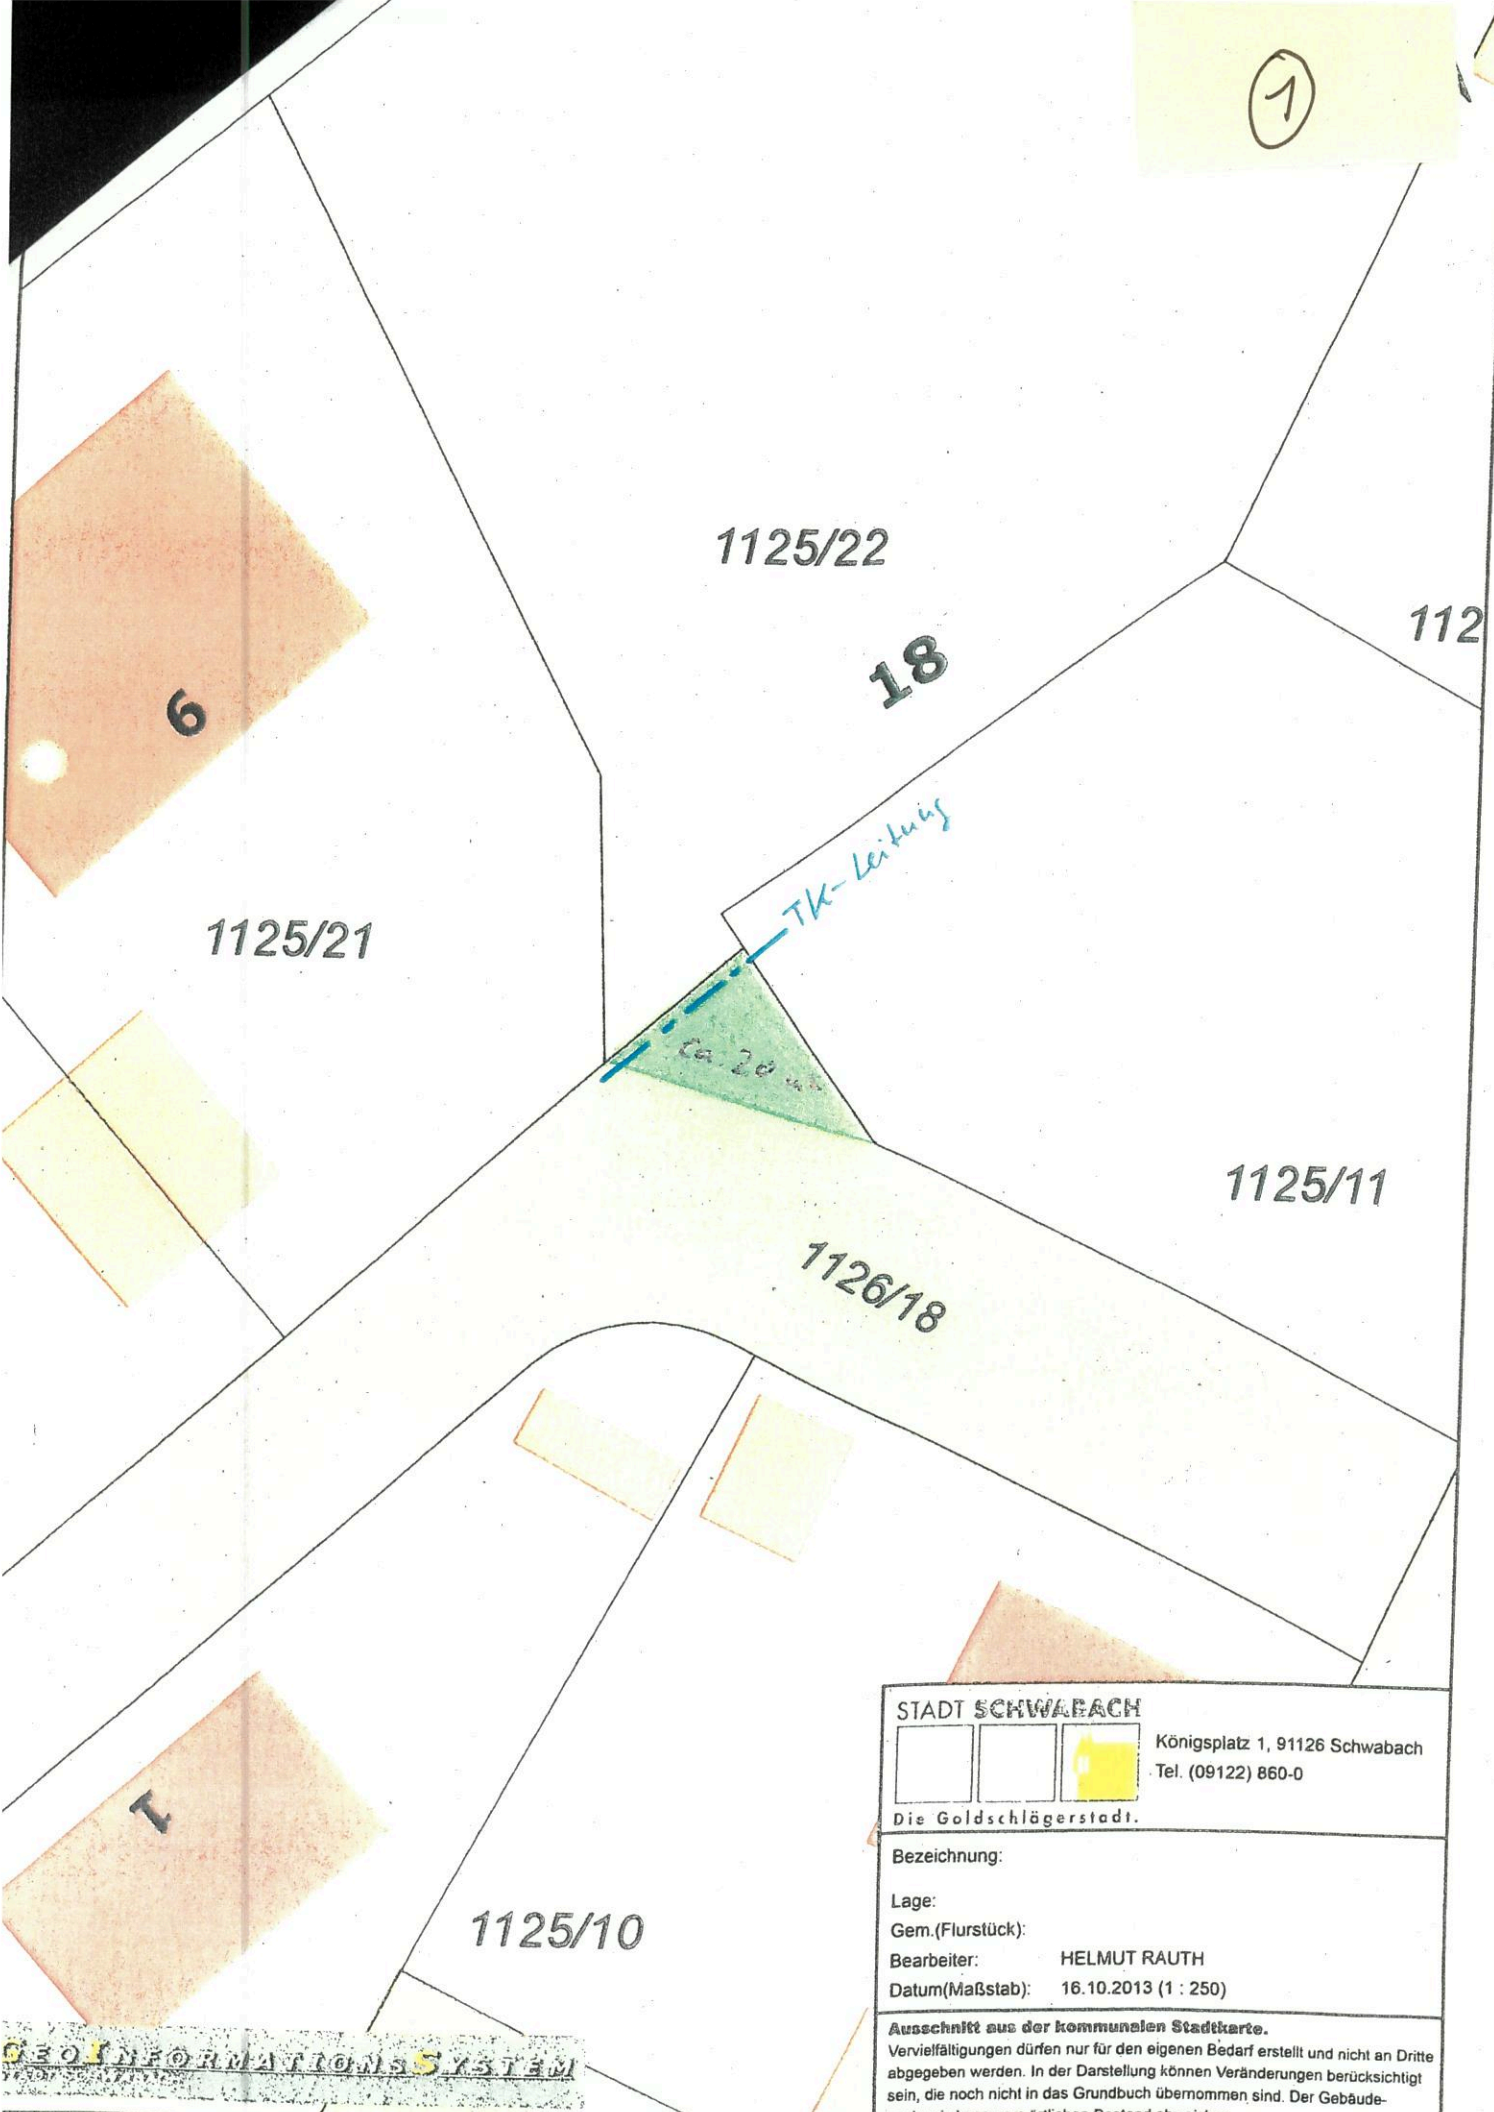 1
1125/22
112
18
6
TK-Leitung
1125/21
ca. 20 m²
1125/11
1126/18
1
1125/10
STADT SCHWABACH
Königsplatz 1, 91126 Schwabach
Tel. (09122) 860-0
Die Goldschlägerstadt.
Bezeichnung:
Lage:
Gem.(Flurstück):
Bearbeiter: HELMUT RAUTH
Datum(Maßstab): 16.10.2013 (1 : 250)
Ausschnitt aus der kommunalen Stadtkarte.
Vervielfältigungen dürfen nur für den eigenen Bedarf erstellt und nicht an Dritte
abgegeben werden. In der Darstellung können Veränderungen berücksichtigt
sein, die noch nicht in das Grundbuch übernommen sind. Der Gebäude-
GEOINFORMATIONSSYSTEM
STADT SCHWABACH